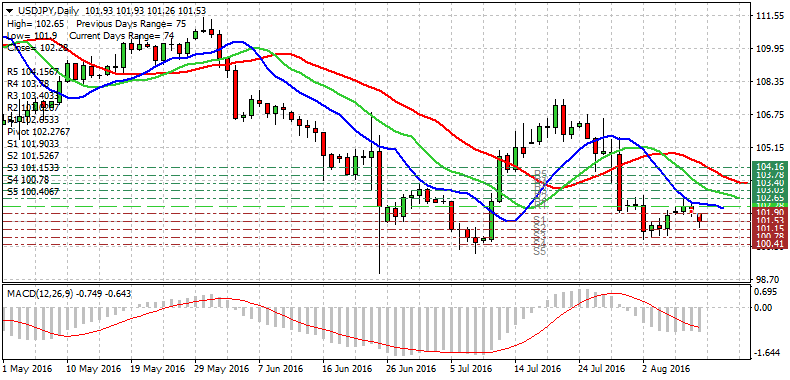 USDJPY,Daily 101.93 101.93 101.26 101.53
High= 102.65 Previous Days Range= 75
Low= 101.9 Current Days Range= 74
Close= 102.28
R5 104.1567
R4 103.78
R3 103.4033
R2
Pivot 102.2767
S1 101.9033
S2 101.5267
S3 101.1533
S4 100.78
S5 100.4067
S1
S5
111.55
109.95
108.35
106.75
105.15
104.16
103.78
103.40
102.65
101.90
101.53
101.15
100.78
100.41
98.70
MACD(12,26,9) -0.749 -0.643
0.695
0.00
-1.644
1 May 2016
10 May 2016
19 May 2016
29 May 2016
7 Jun 2016
16 Jun 2016
26 Jun 2016
5 Jul 2016
14 Jul 2016
24 Jul 2016
2 Aug 2016